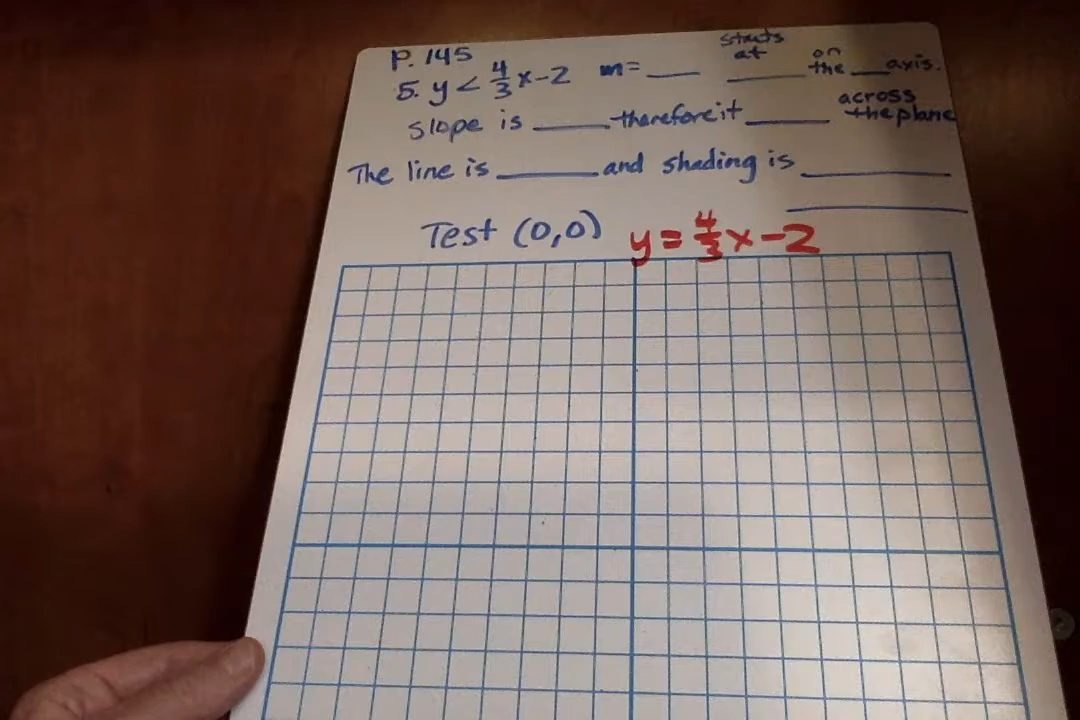 P. 145
5. y < 4/3 x - 2 m = ___ starts at ___ on the ___ axis.
slope is ___ therefore it ___ across the plane
The line is ___ and shading is ___
Test (0,0) y = 4/3 x - 2